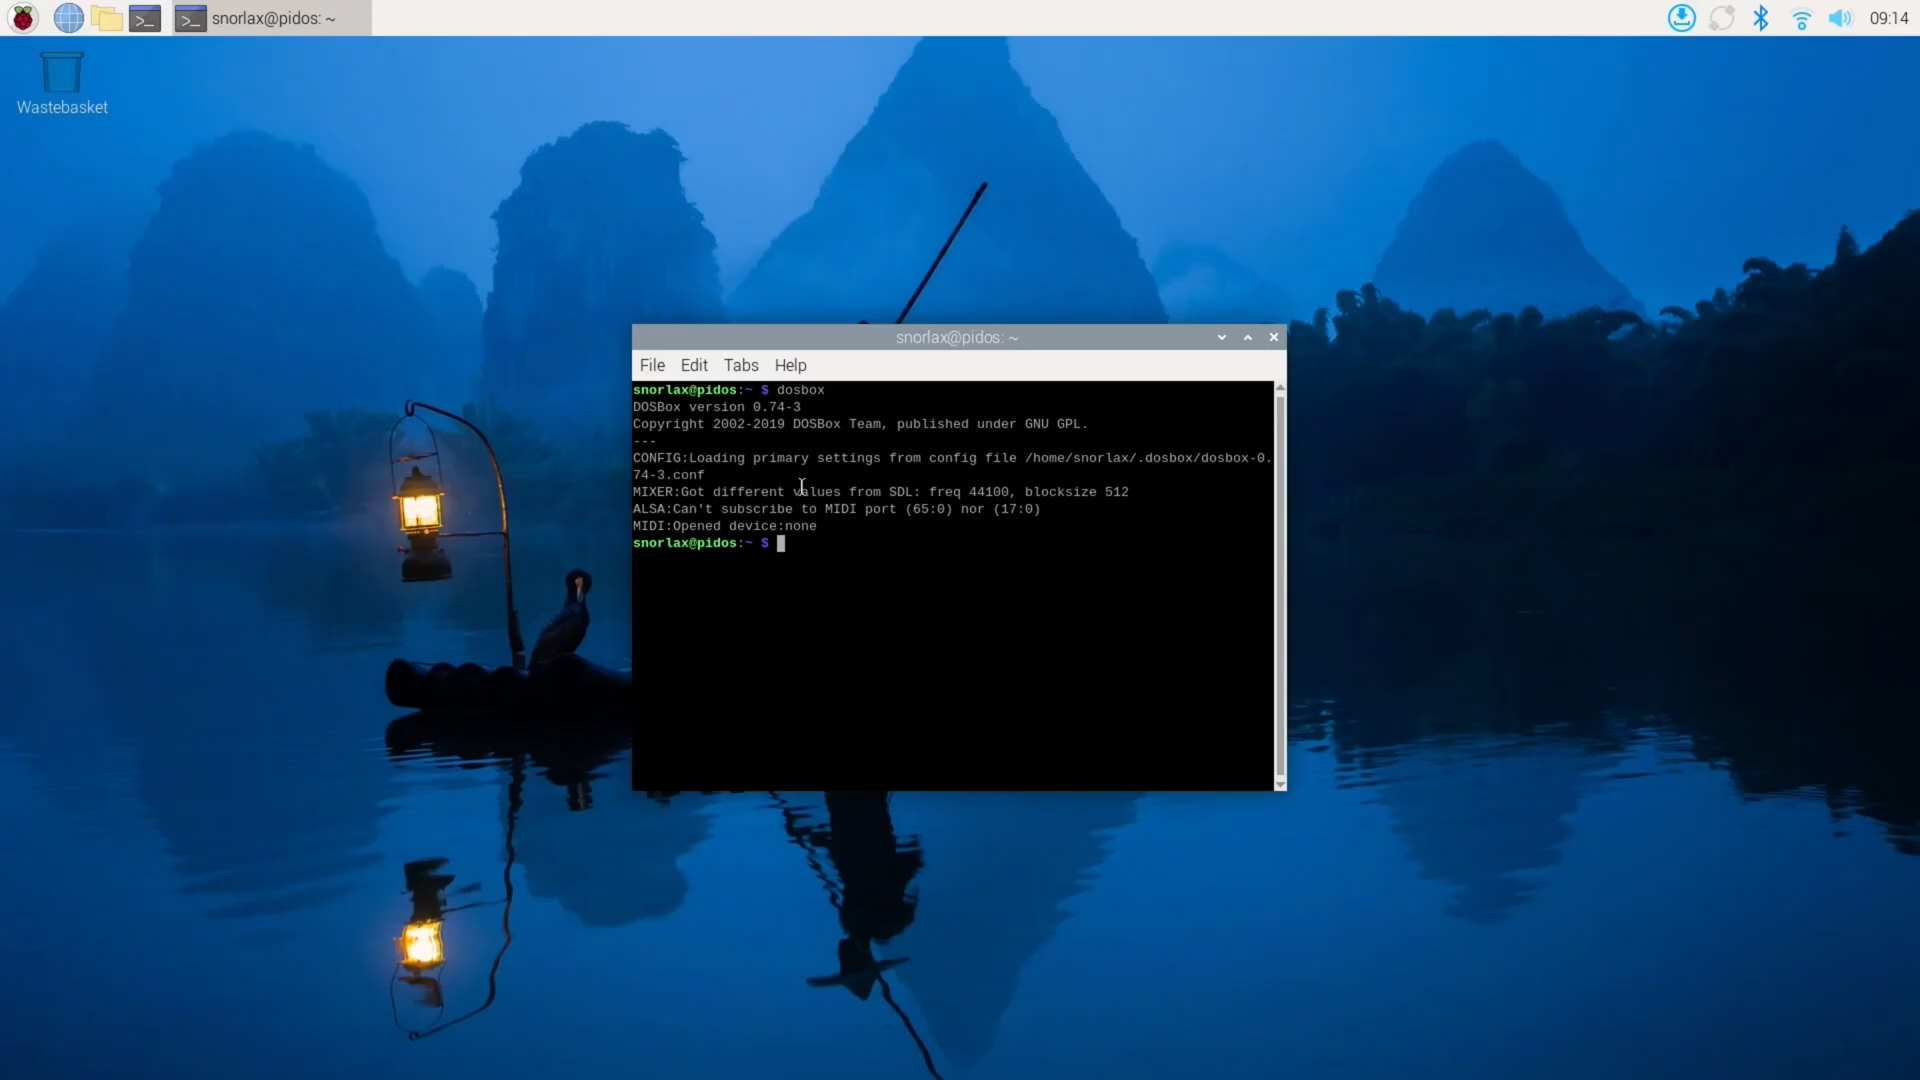 snorlax@pidos: ~
09:14
Wastebasket
snorlax@pidos: ~
File Edit Tabs Help
snorlax@pidos:~ $ dosbox
DOSBox version 0.74-3
Copyright 2002-2019 DOSBox Team, published under GNU GPL.
---
CONFIG:Loading primary settings from config file /home/snorlax/.dosbox/dosbox-0.
74-3.conf
MIXER:Got different values from SDL: freq 44100, blocksize 512
ALSA:Can't subscribe to MIDI port (65:0) nor (17:0)
MIDI:Opened device:none
snorlax@pidos:~ $